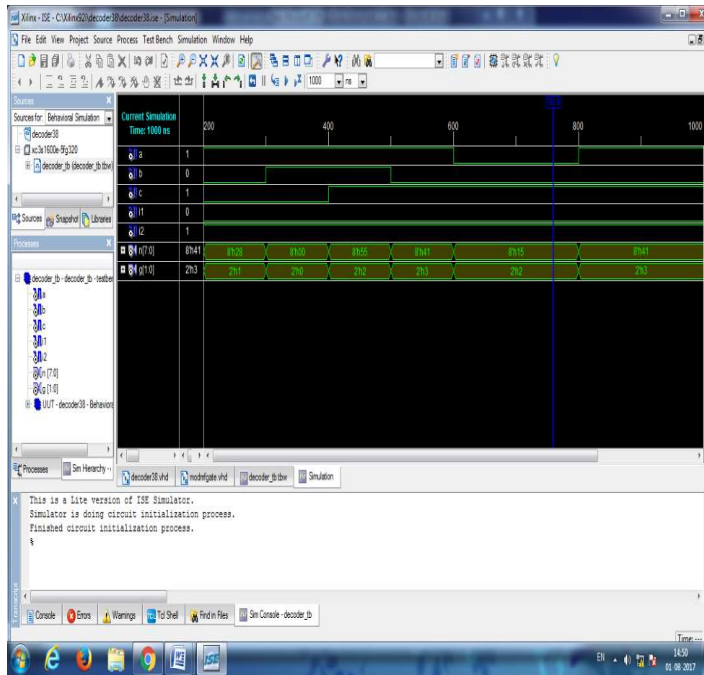 Xilinx - ISE - C:\Xilinx92i\decoder38\decoder38.ise - [Simulation]
File Edit View Project Source Process Test Bench Simulation Window Help
1000 ns
Sources
Sources for: Behavioral Simulation
decoder38
xc3s1600e-5fg320
decoder_tb (decoder_tb.tbw)
Sources Snapshot Libraries
Processes
decoder_tb - decoder_tb - testben
a
b
c
i1
i2
n [7:0]
g [1:0]
UUT - decoder38 - Behaviora
Processes Sim Hierarchy -
Current Simulation
Time: 1000 ns
200 400 600 800 1000
a 1
b 0
c 1
i1 0
i2 1
n[7:0] 8'h41 8'h28 8'h00 8'h55 8'h41 8'h15 8'h41
g[1:0] 2'h3 2'h1 2'h0 2'h2 2'h3 2'h2 2'h3
decoder38.vhd modmfgate.vhd decoder_tb.tbw Simulation
This is a Lite version of ISE Simulator.
Simulator is doing circuit initialization process.
Finished circuit initialization process.
%
Transcript
Console Errors Warnings Tcl Shell Find in Files Sim Console - decoder_tb
Time: ---
EN
14:50
01-08-2017